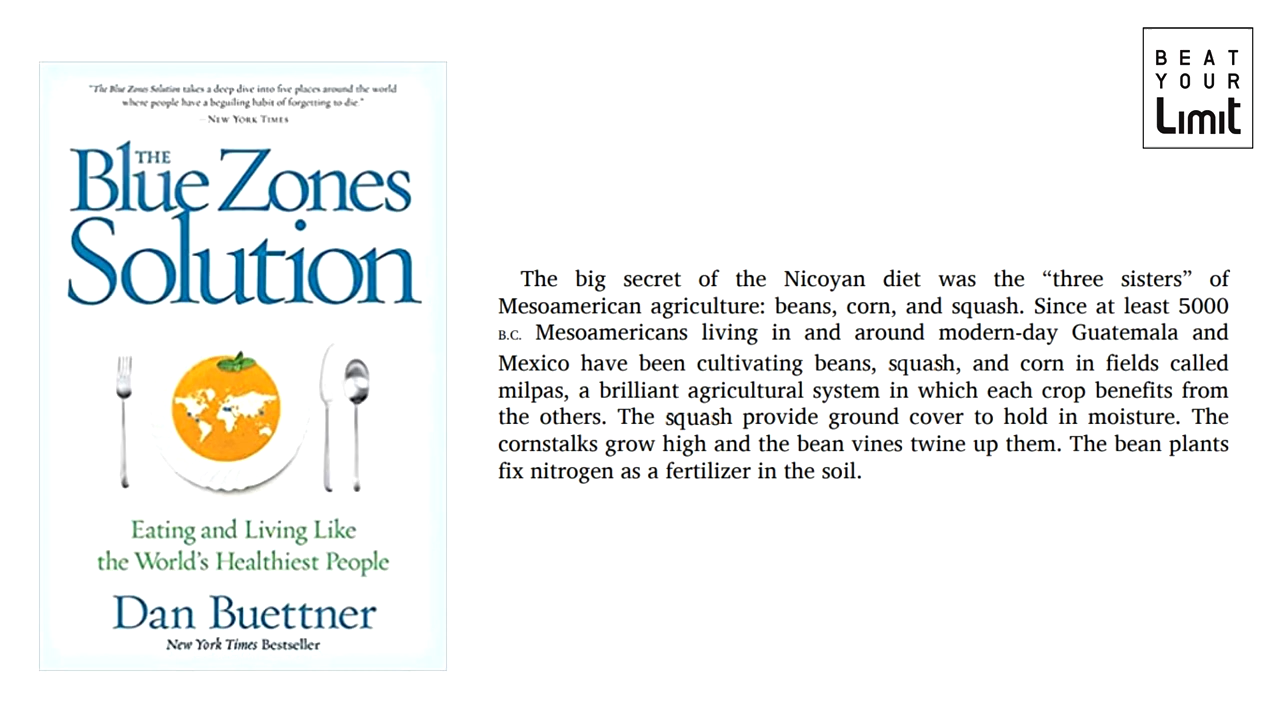 "The Blue Zones Solution takes a deep dive into five places around the world
where people have a beguiling habit of forgetting to die."
–NEW YORK TIMES
THE
Blue Zones
Solution
Eating and Living Like
the World's Healthiest People
Dan Buettner
New York Times Bestseller
BEAT
YOUR
Limit
The big secret of the Nicoyan diet was the “three sisters” of
Mesoamerican agriculture: beans, corn, and squash. Since at least 5000
B.C. Mesoamericans living in and around modern-day Guatemala and
Mexico have been cultivating beans, squash, and corn in fields called
milpas, a brilliant agricultural system in which each crop benefits from
the others. The squash provide ground cover to hold in moisture. The
cornstalks grow high and the bean vines twine up them. The bean plants
fix nitrogen as a fertilizer in the soil.